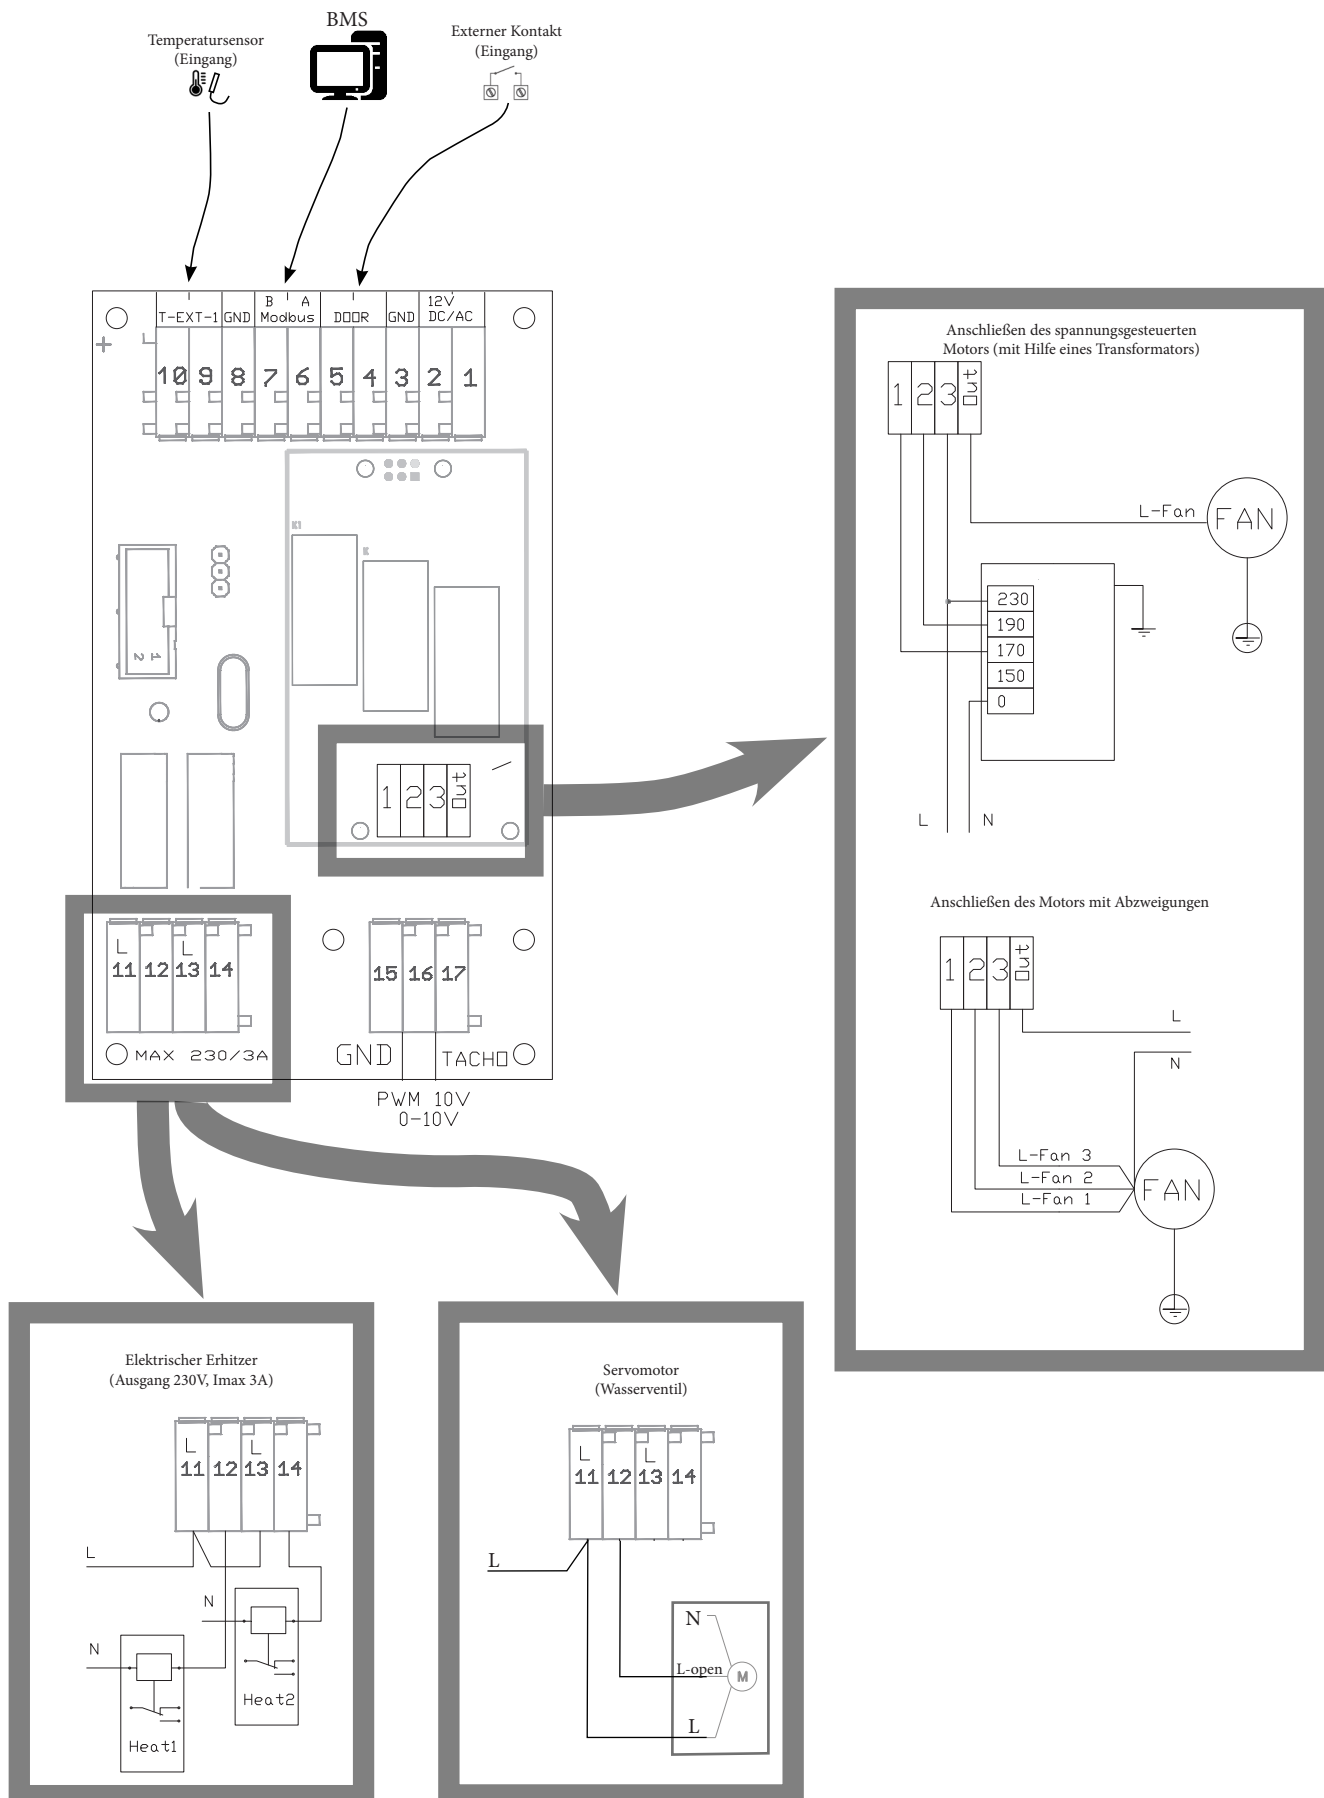 BMS
Temperatursensor
(Eingang)
Externer Kontakt
(Eingang)
B A 12V
T-EXT-1 GND Modbus DOOR GND DC/AC
+
10 9 8 7 6 5 4 3 2 1
K1
K
2 1
1 2 3 Out
L L
11 12 13 14
15 16 17
MAX 230/3A
GND
TACHO
PWM 10V
0-10V
Anschließen des spannungsgesteuerten
Motors (mit Hilfe eines Transformators)
1 2 3 Out
L-Fan
FAN
230
190
170
150
0
L N
Anschließen des Motors mit Abzweigungen
1 2 3 Out
L
N
L-Fan 3
L-Fan 2
L-Fan 1
FAN
Elektrischer Erhitzer
(Ausgang 230V, Imax 3A)
L L
11 12 13 14
L
N
N
Heat2
Heat1
Servomotor
(Wasserventil)
L L
11 12 13 14
L
N
L-open
M
L